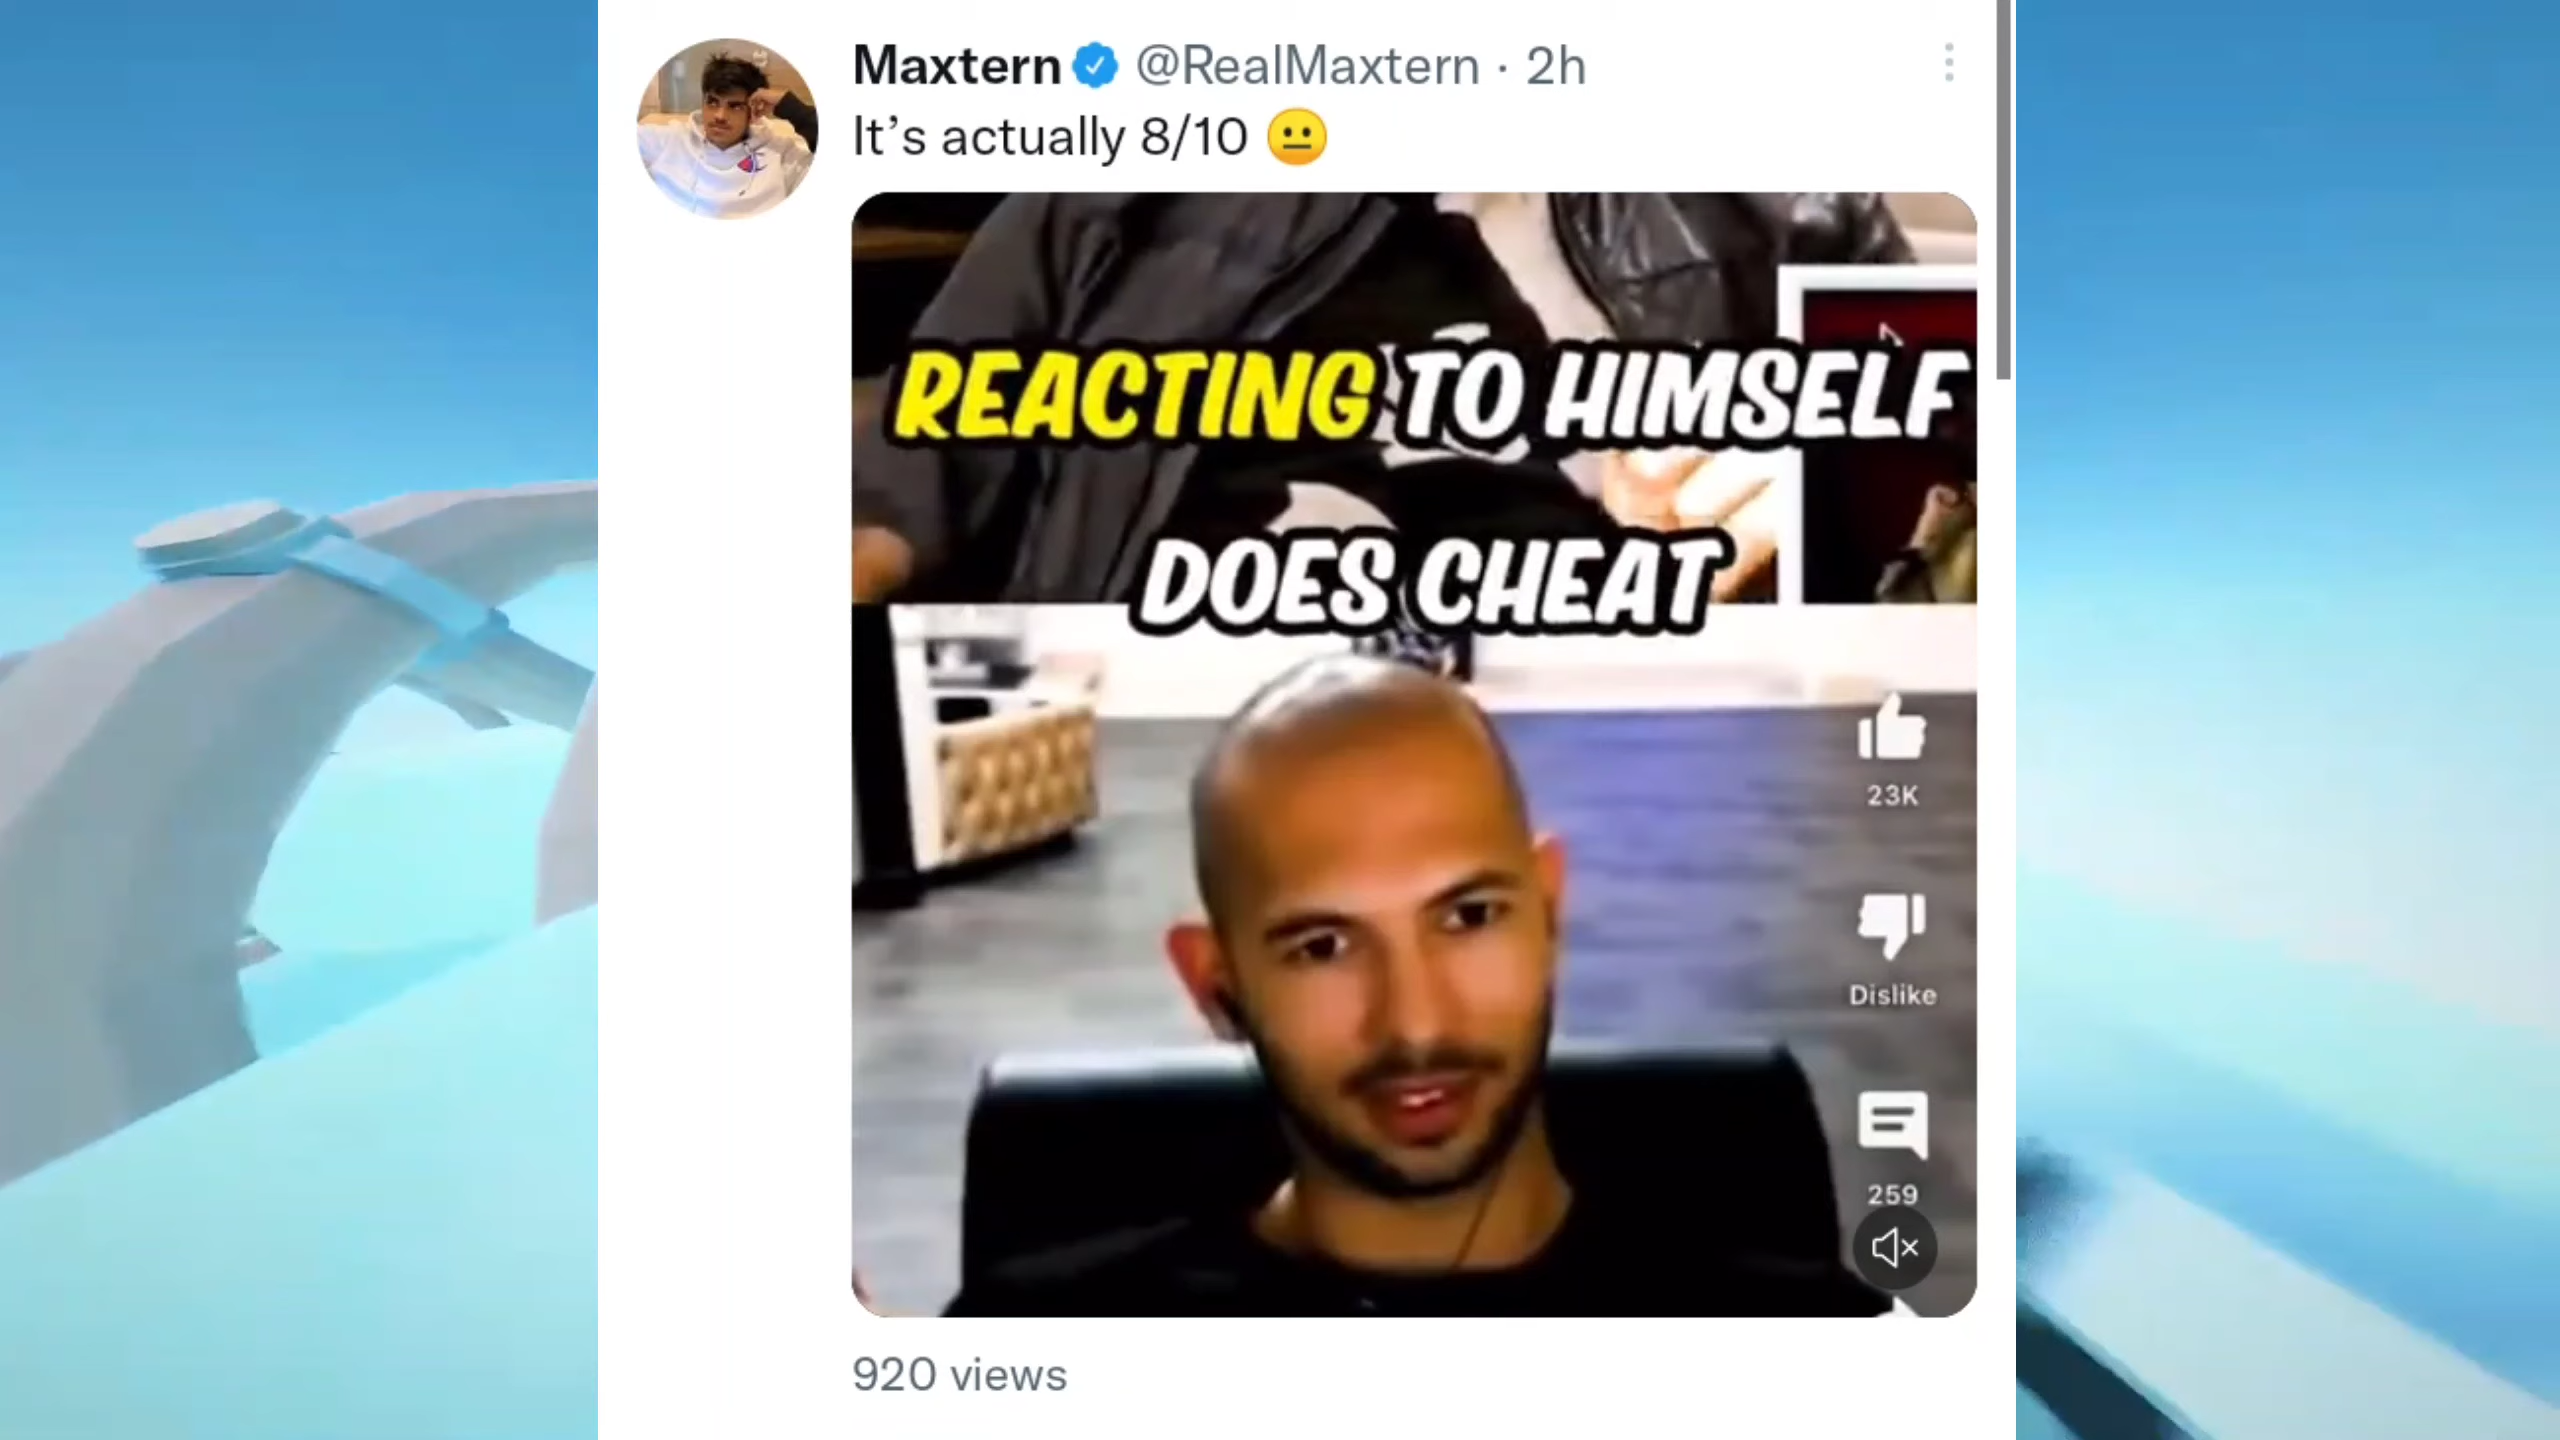 Maxtern @RealMaxtern · 2h
It’s actually 8/10 😐
REACTING TO HIMSELF
DOES CHEAT
23K
Dislike
259
920 views